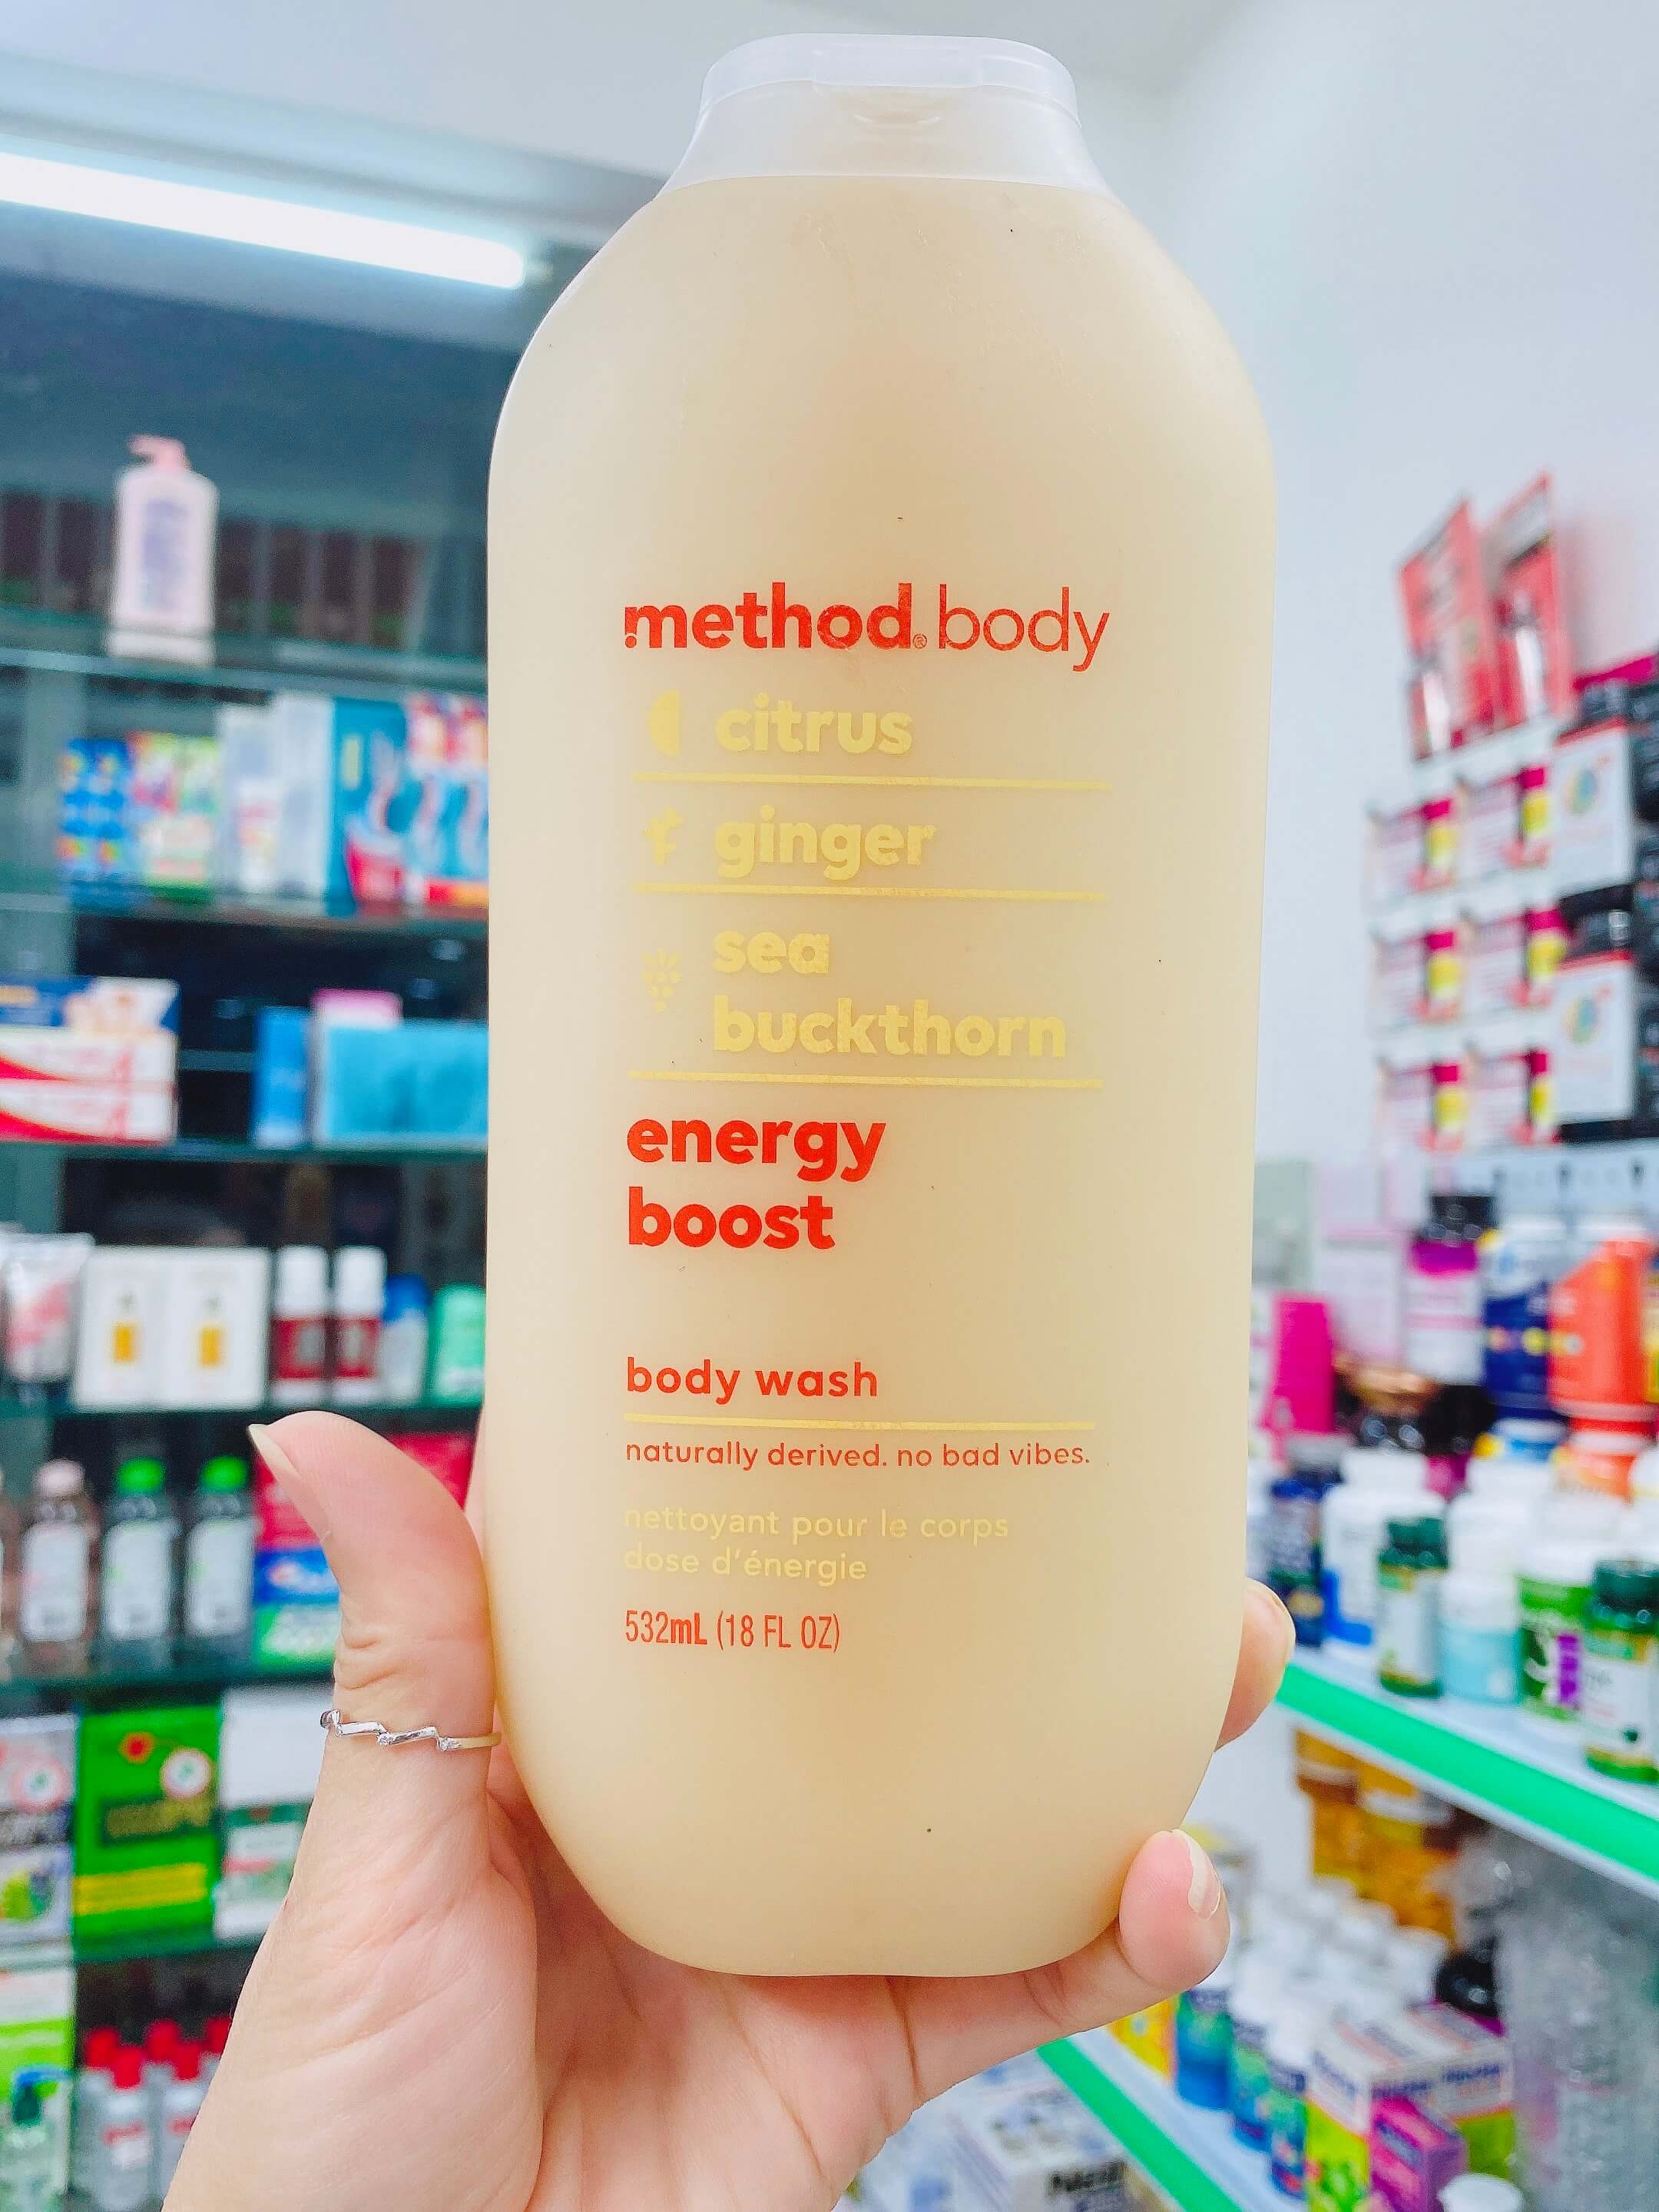 method® body
citrus
ginger
sea
buckthorn
energy
boost
body wash
naturally derived. no bad vibes.
nettoyant pour le corps
dose d'énergie
532mL (18 FL OZ)